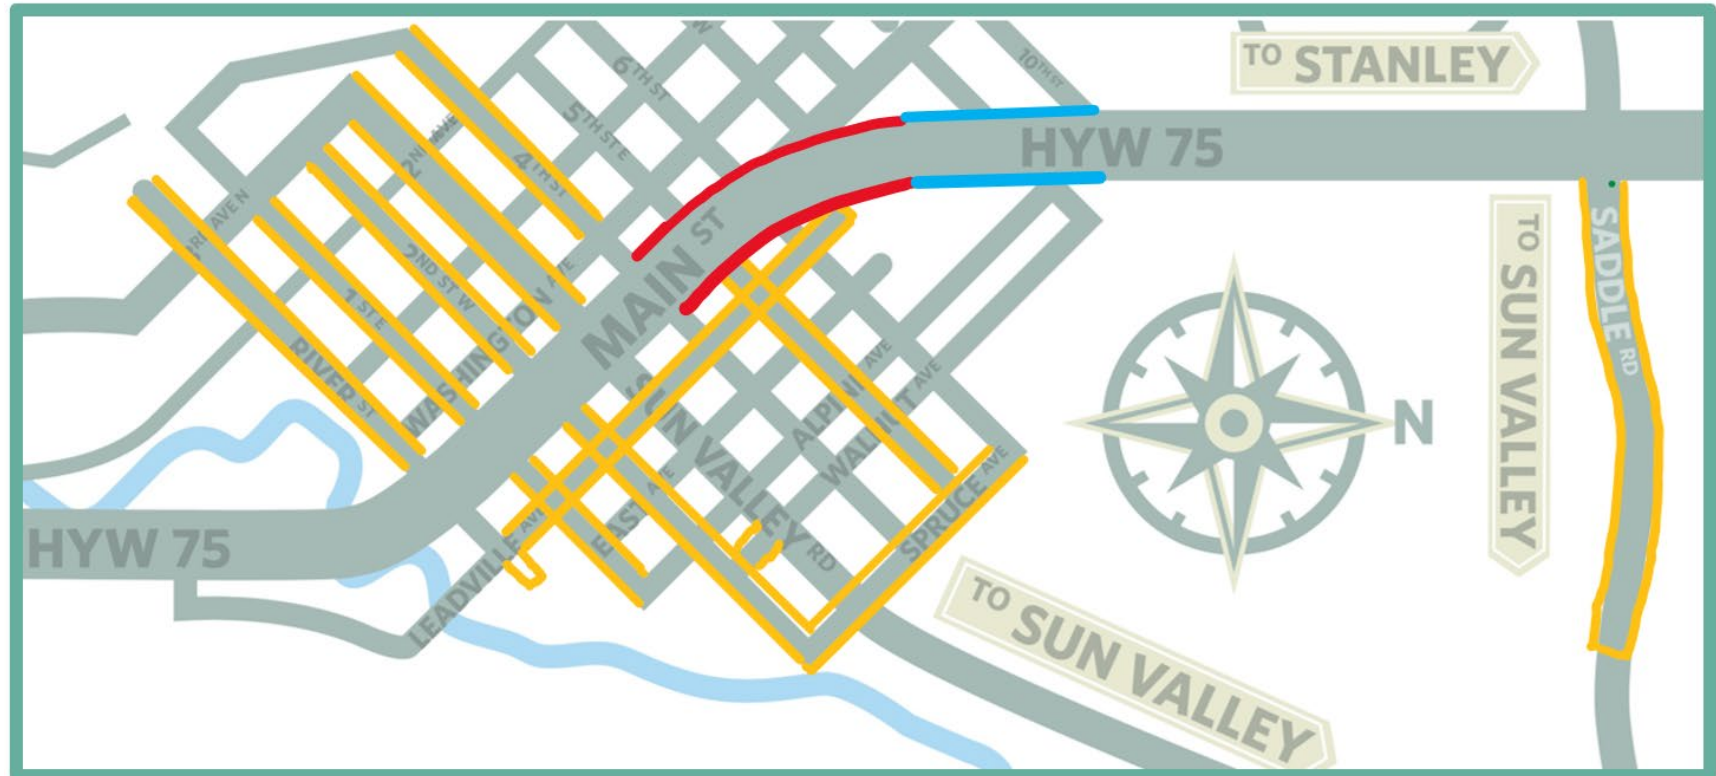 6TH ST
10TH ST
TO STANLEY
5TH ST E
2ND AVE
4TH ST
HYW 75
AVE N
MAIN ST
2ND ST W
1 ST E
WASHINGTON AVE
RIVER ST
SADDLE RD
TO SUN VALLEY
N
ALPINE AVE
WALNUT AVE
SUN VALLEY RD
EAST AVE
SPRUCE AVE
LEADVILLE AVE
HYW 75
TO SUN VALLEY